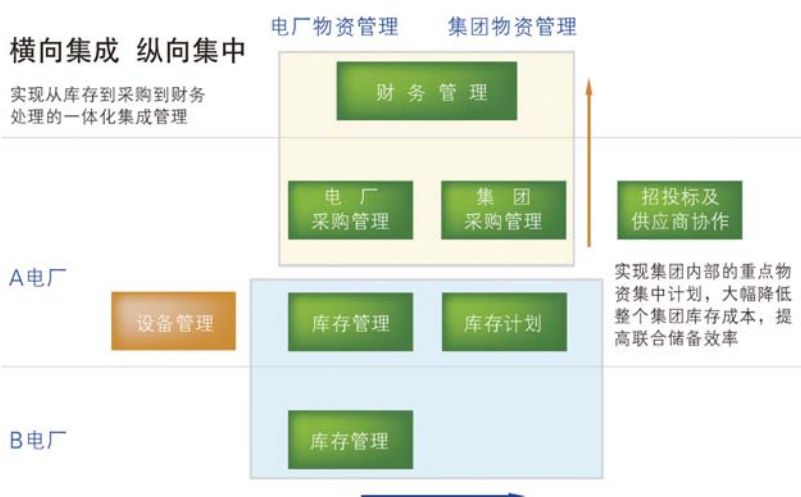 电厂物资管理 集团物资管理
横向集成 纵向集中
实现从库存到采购到财务
处理的一体化集成管理
财务管理
电厂
采购管理
集团
采购管理
招投标及
供应商协作
A电厂
设备管理
库存管理
库存计划
实现集团内部的重点物
资集中计划，大幅降低
整个集团库存成本，提
高联合储备效率
B电厂
库存管理